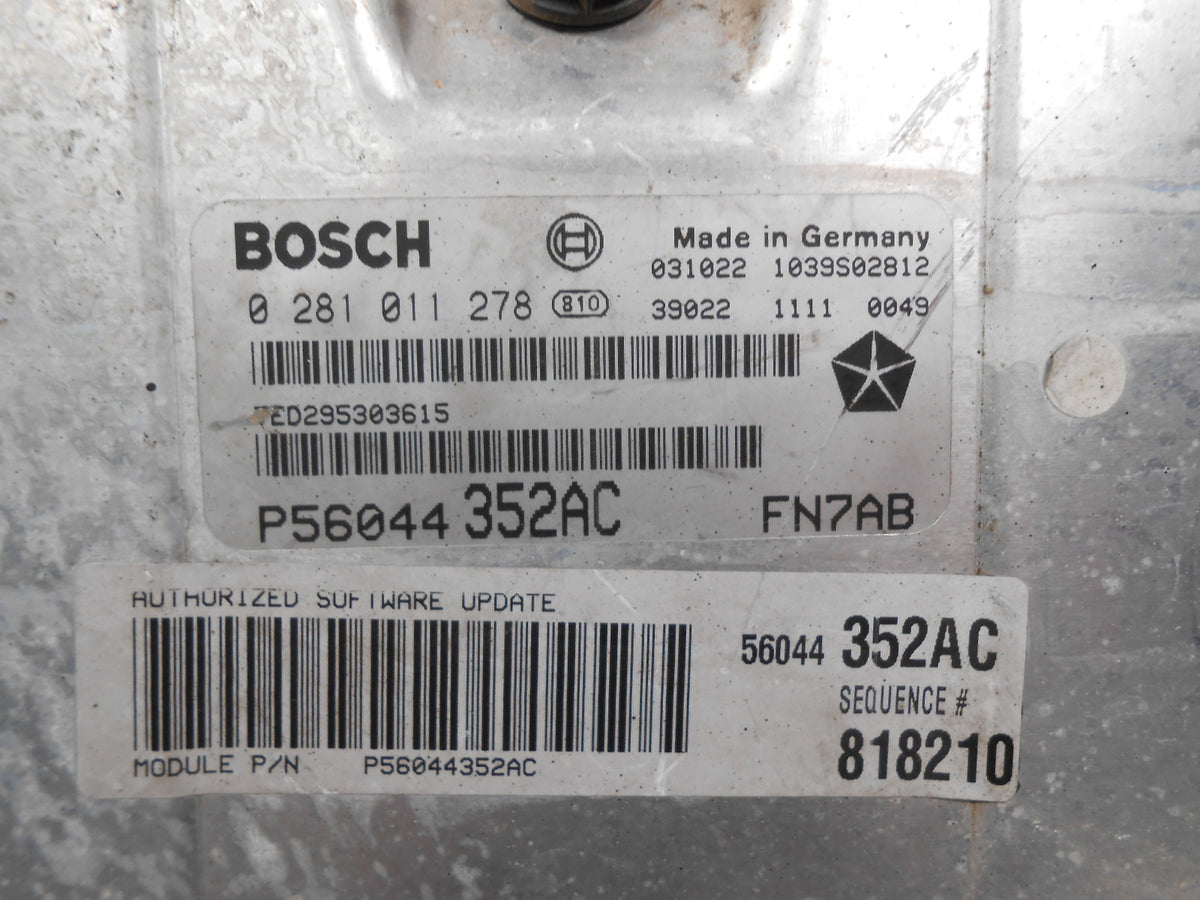 BOSCH
Made in Germany
031022 1039S02812
0 281 011 278 810 39022 1111 0049
ED295303615
P56044 352AC FN7AB
AUTHORIZED SOFTWARE UPDATE
56044 352AC
SEQUENCE #
818210
MODULE P/N P56044352AC